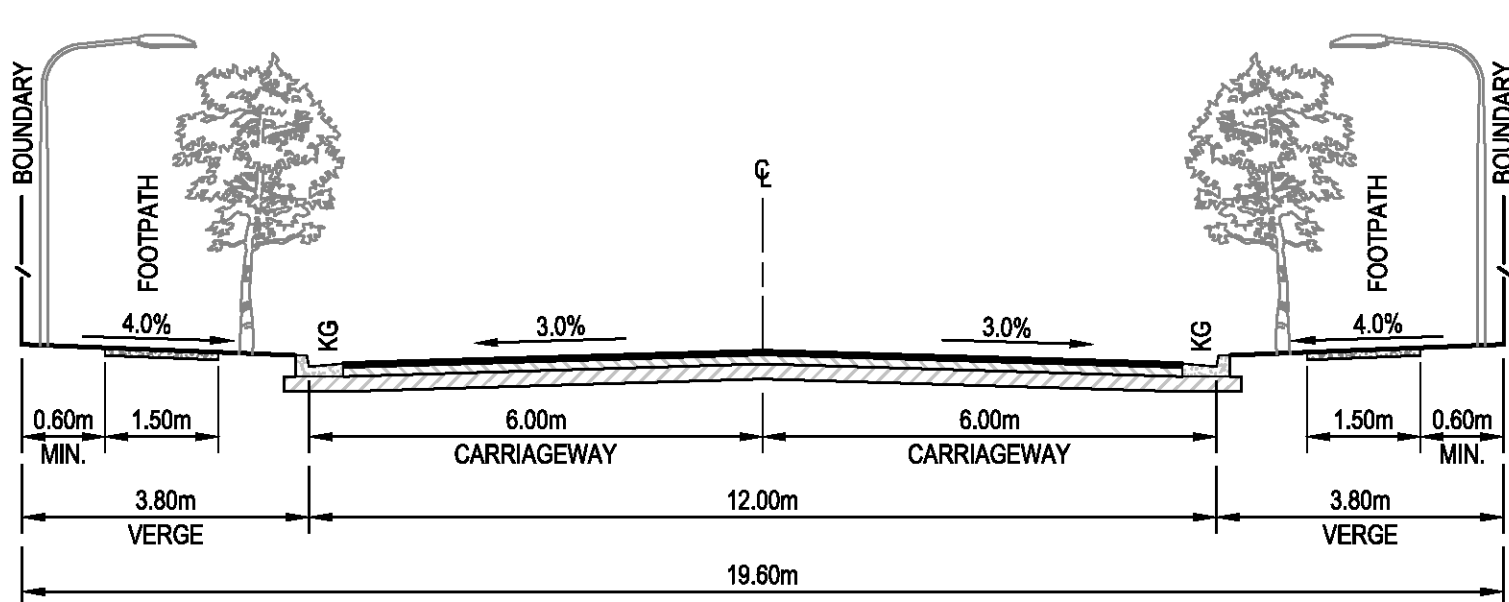 BOUNDARY
FOOTPATH
℄
FOOTPATH
BOUNDARY
4.0%
KG
3.0%
3.0%
KG
4.0%
0.60m
MIN.
1.50m
6.00m
CARRIAGEWAY
6.00m
CARRIAGEWAY
1.50m
0.60m
MIN.
3.80m
VERGE
12.00m
3.80m
VERGE
19.60m